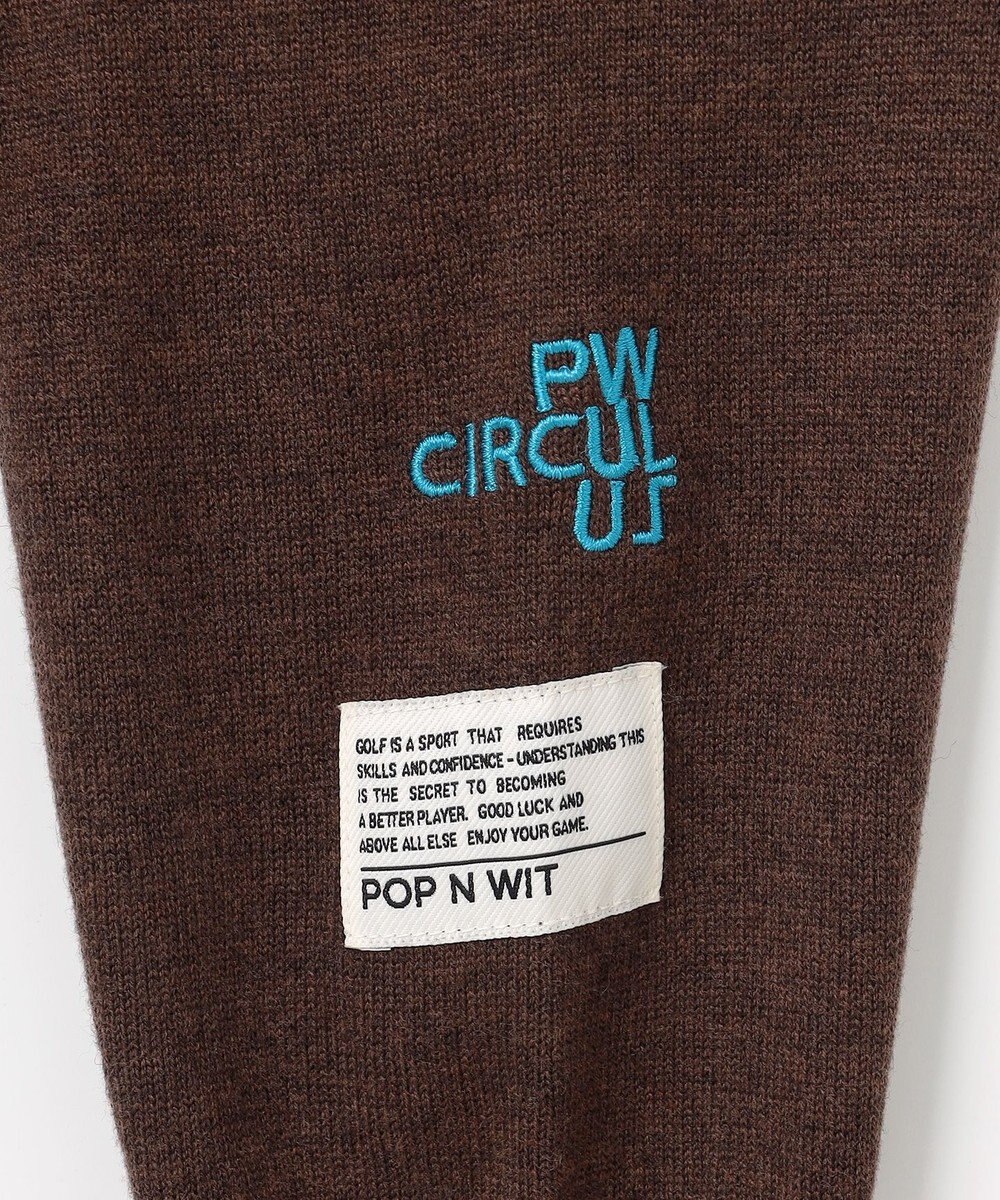 PW
CIRCUL
US
GOLF IS A SPORT THAT REQUIRES
SKILLS AND CONFIDENCE - UNDERSTANDING THIS
IS THE SECRET TO BECOMING
A BETTER PLAYER. GOOD LUCK AND
ABOVE ALL ELSE ENJOY YOUR GAME.
POP N WIT